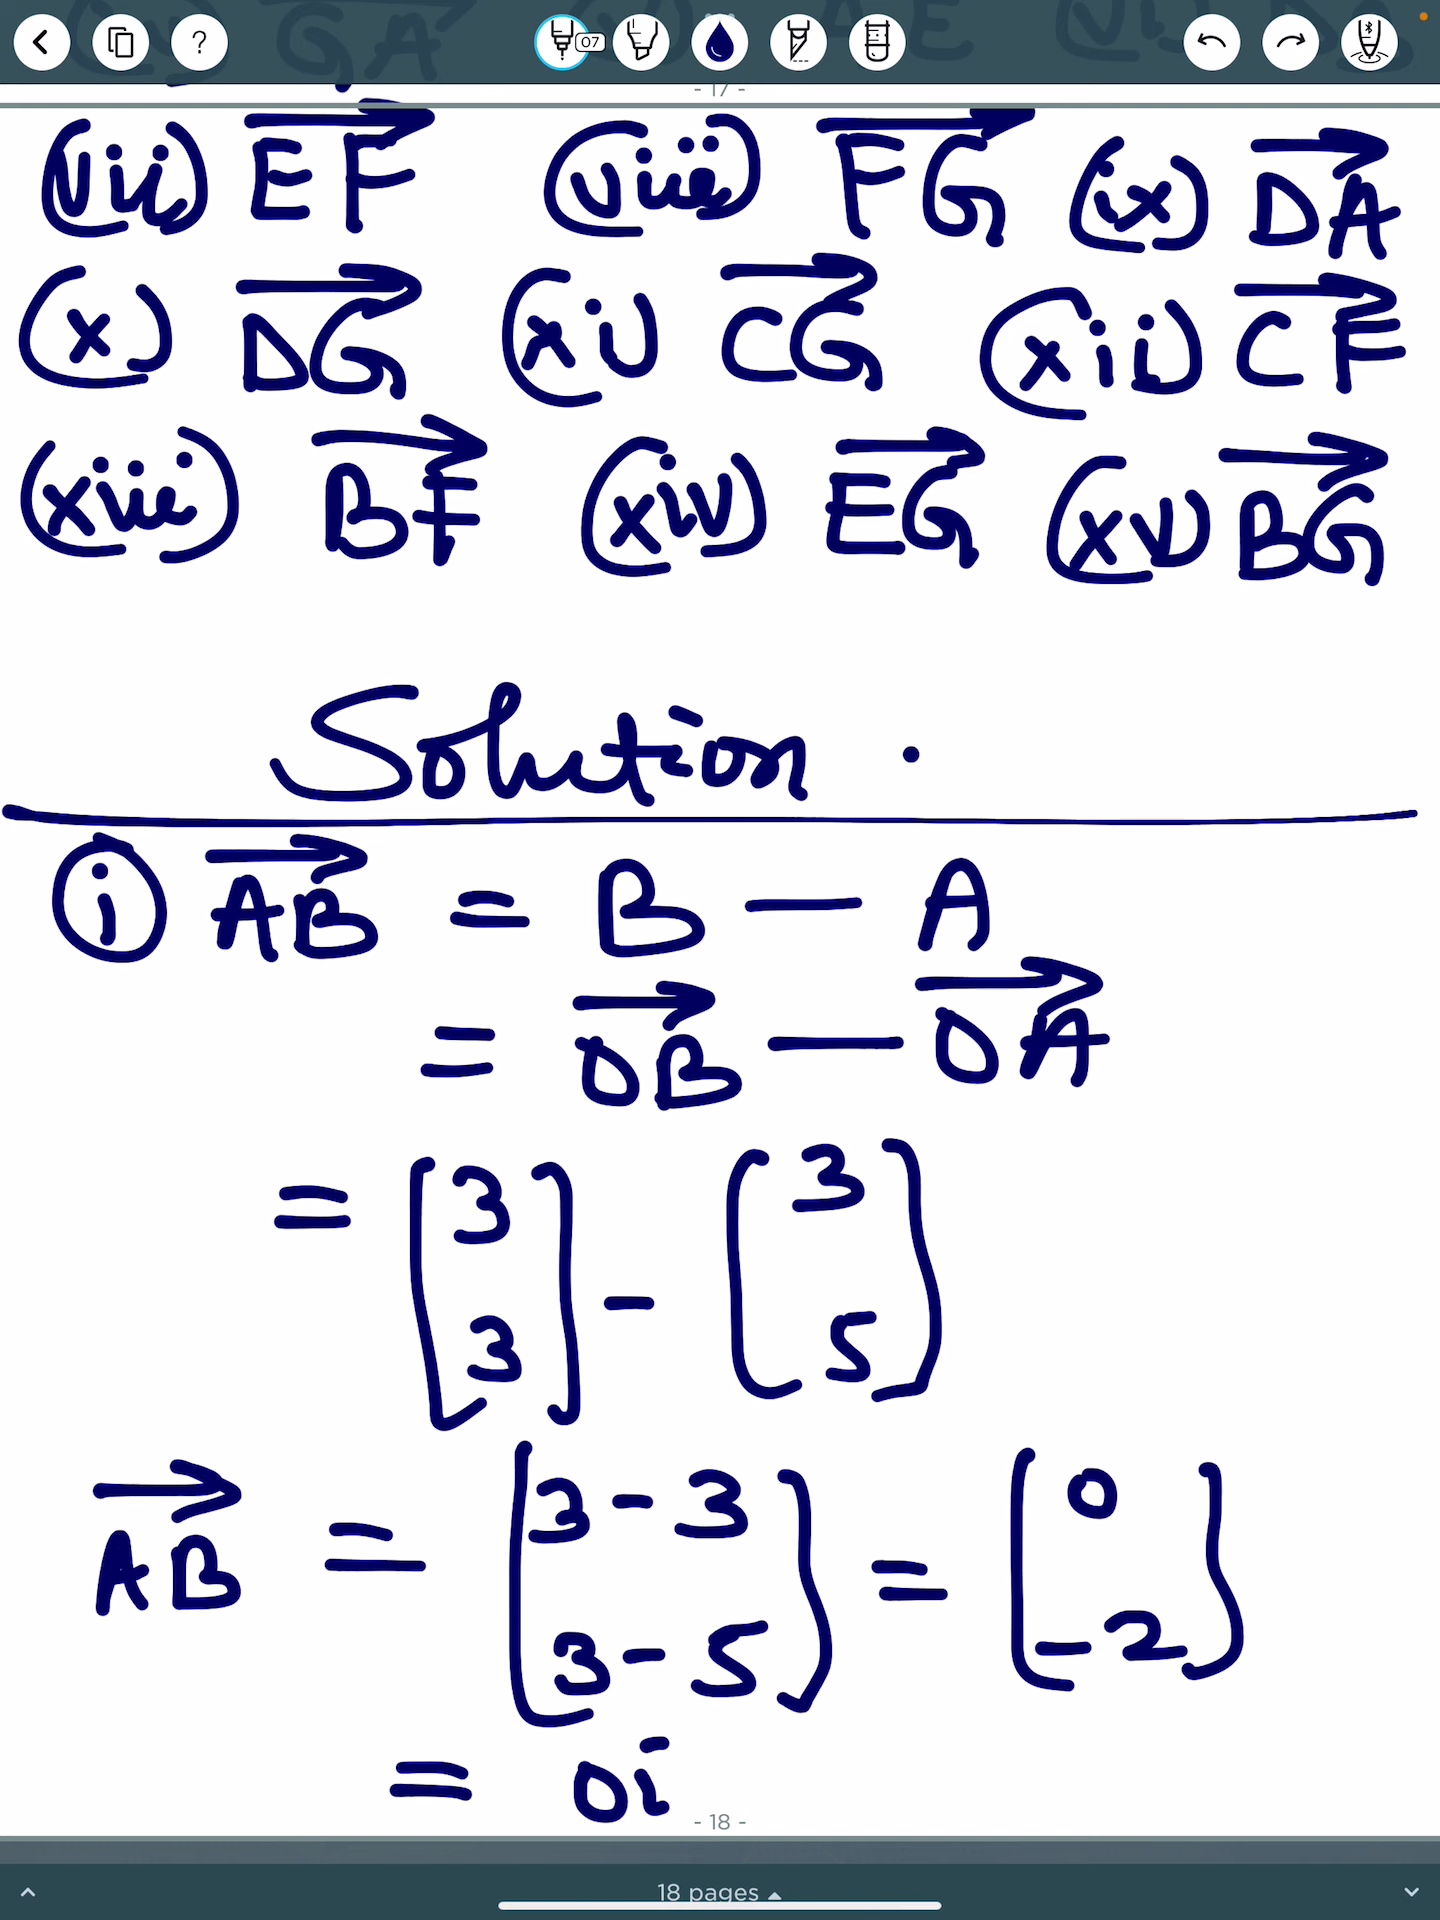 07
- 17 -
(vii) EF (viii) FG (ix) DA
(x) DG (xi) CG (xii) CF
(xiii) BF (xiv) EG (xv) BG
Solution .
(i) AB = B - A
= OB - OA
= [3 3] - [3 5]
AB = [3-3 3-5] = [0 -2]
= 0i
- 18 -
18 pages